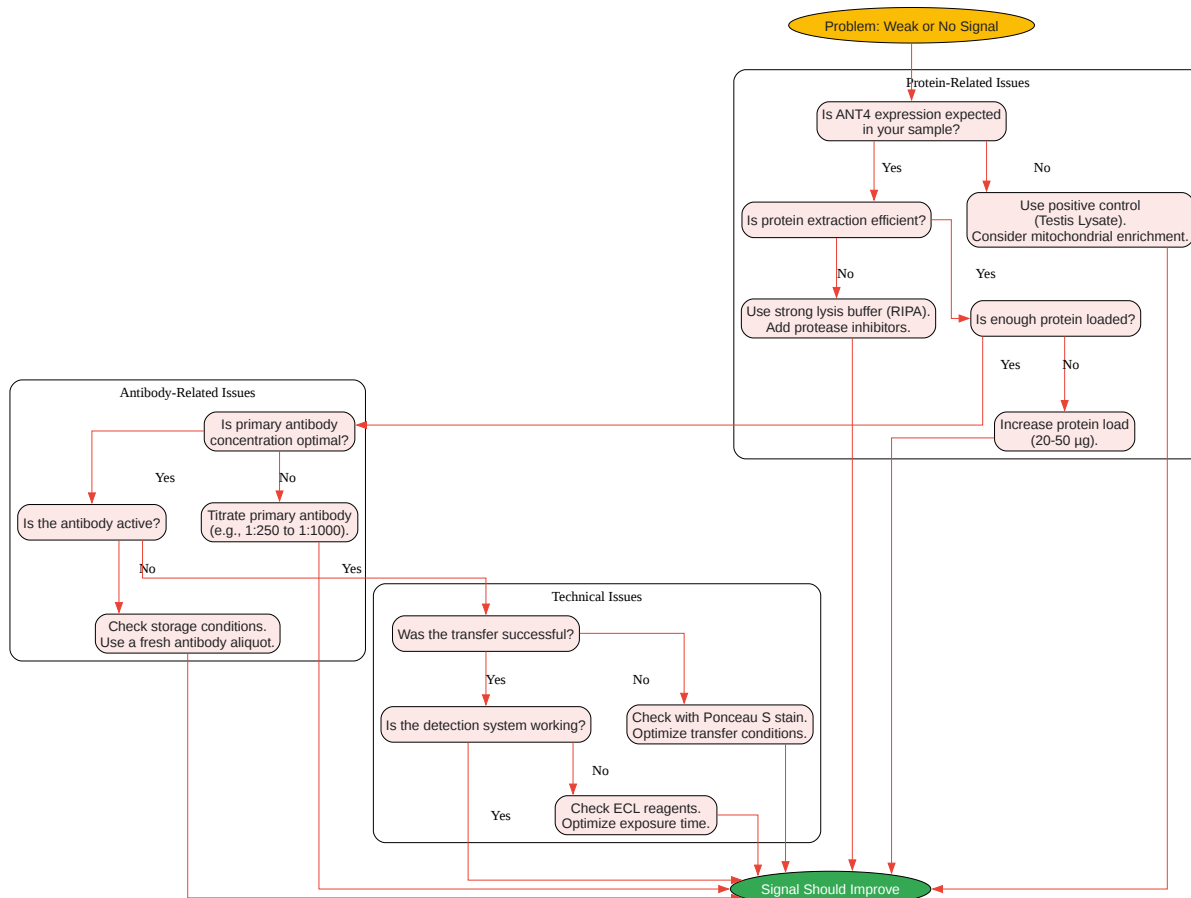 Problem: Weak or No Signal
Protein-Related Issues
Is ANT4 expression expected
in your sample?
Yes
No
Is protein extraction efficient?
Use positive control
(Testis Lysate).
Consider mitochondrial enrichment.
No
Yes
Use strong lysis buffer (RIPA).
Add protease inhibitors.
Is enough protein loaded?
Yes
No
Increase protein load
(20-50 µg).
Antibody-Related Issues
Is primary antibody
concentration optimal?
Yes
No
Is the antibody active?
Titrate primary antibody
(e.g., 1:250 to 1:1000).
No
Yes
Check storage conditions.
Use a fresh antibody aliquot.
Technical Issues
Was the transfer successful?
Yes
No
Is the detection system working?
Check with Ponceau S stain.
Optimize transfer conditions.
No
Yes
Check ECL reagents.
Optimize exposure time.
Signal Should Improve